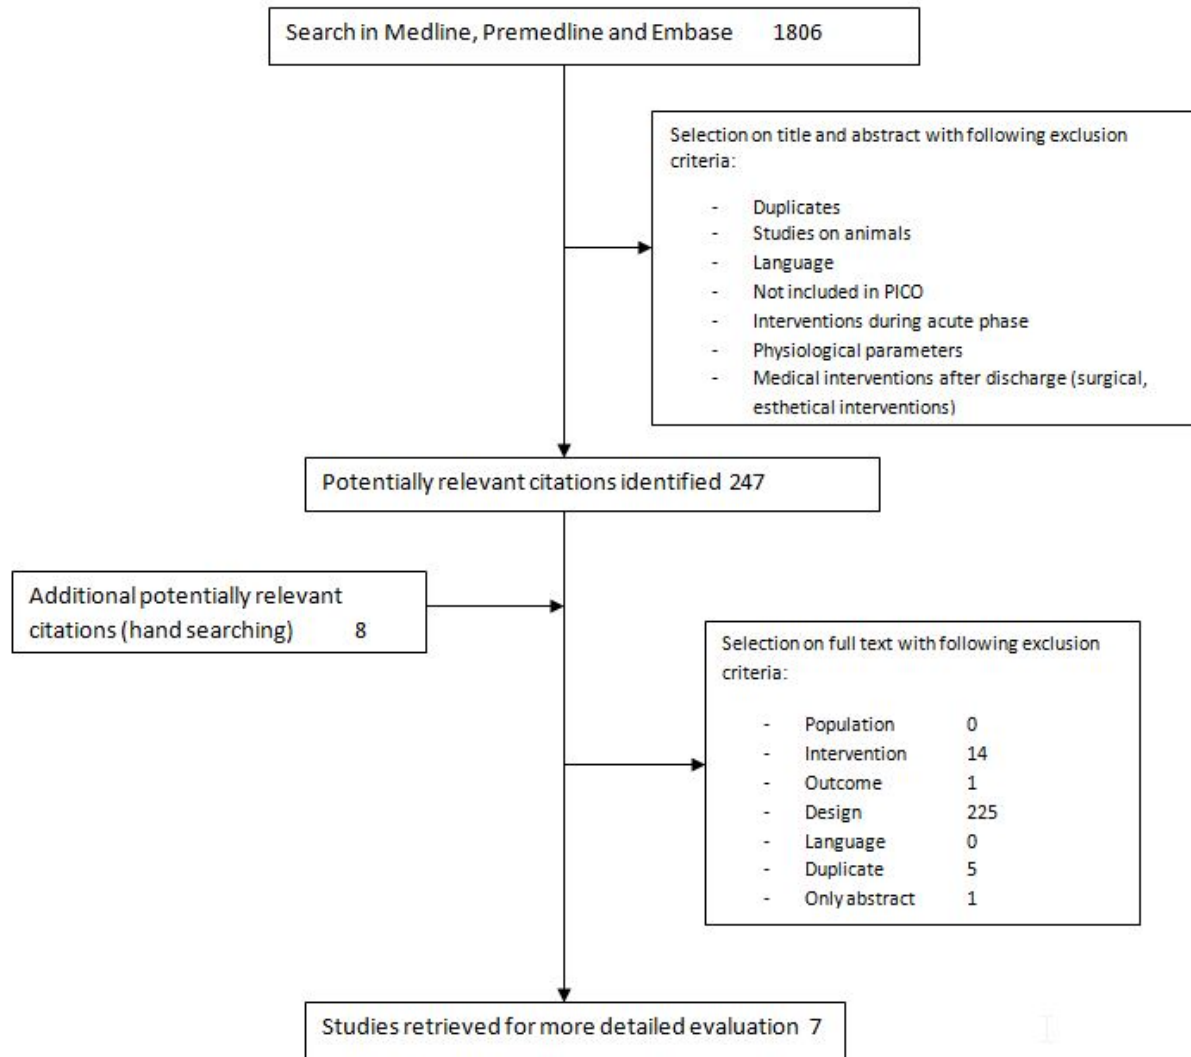 Search in Medline, Premedline and Embase 1806
Selection on title and abstract with following exclusion
criteria:
- Duplicates
- Studies on animals
- Language
- Not included in PICO
- Interventions during acute phase
- Physiological parameters
- Medical interventions after discharge (surgical,
esthetical interventions)
Potentially relevant citations identified 247
Additional potentially relevant
citations (hand searching) 8
Selection on full text with following exclusion
criteria:
- Population 0
- Intervention 14
- Outcome 1
- Design 225
- Language 0
- Duplicate 5
- Only abstract 1
Studies retrieved for more detailed evaluation 7